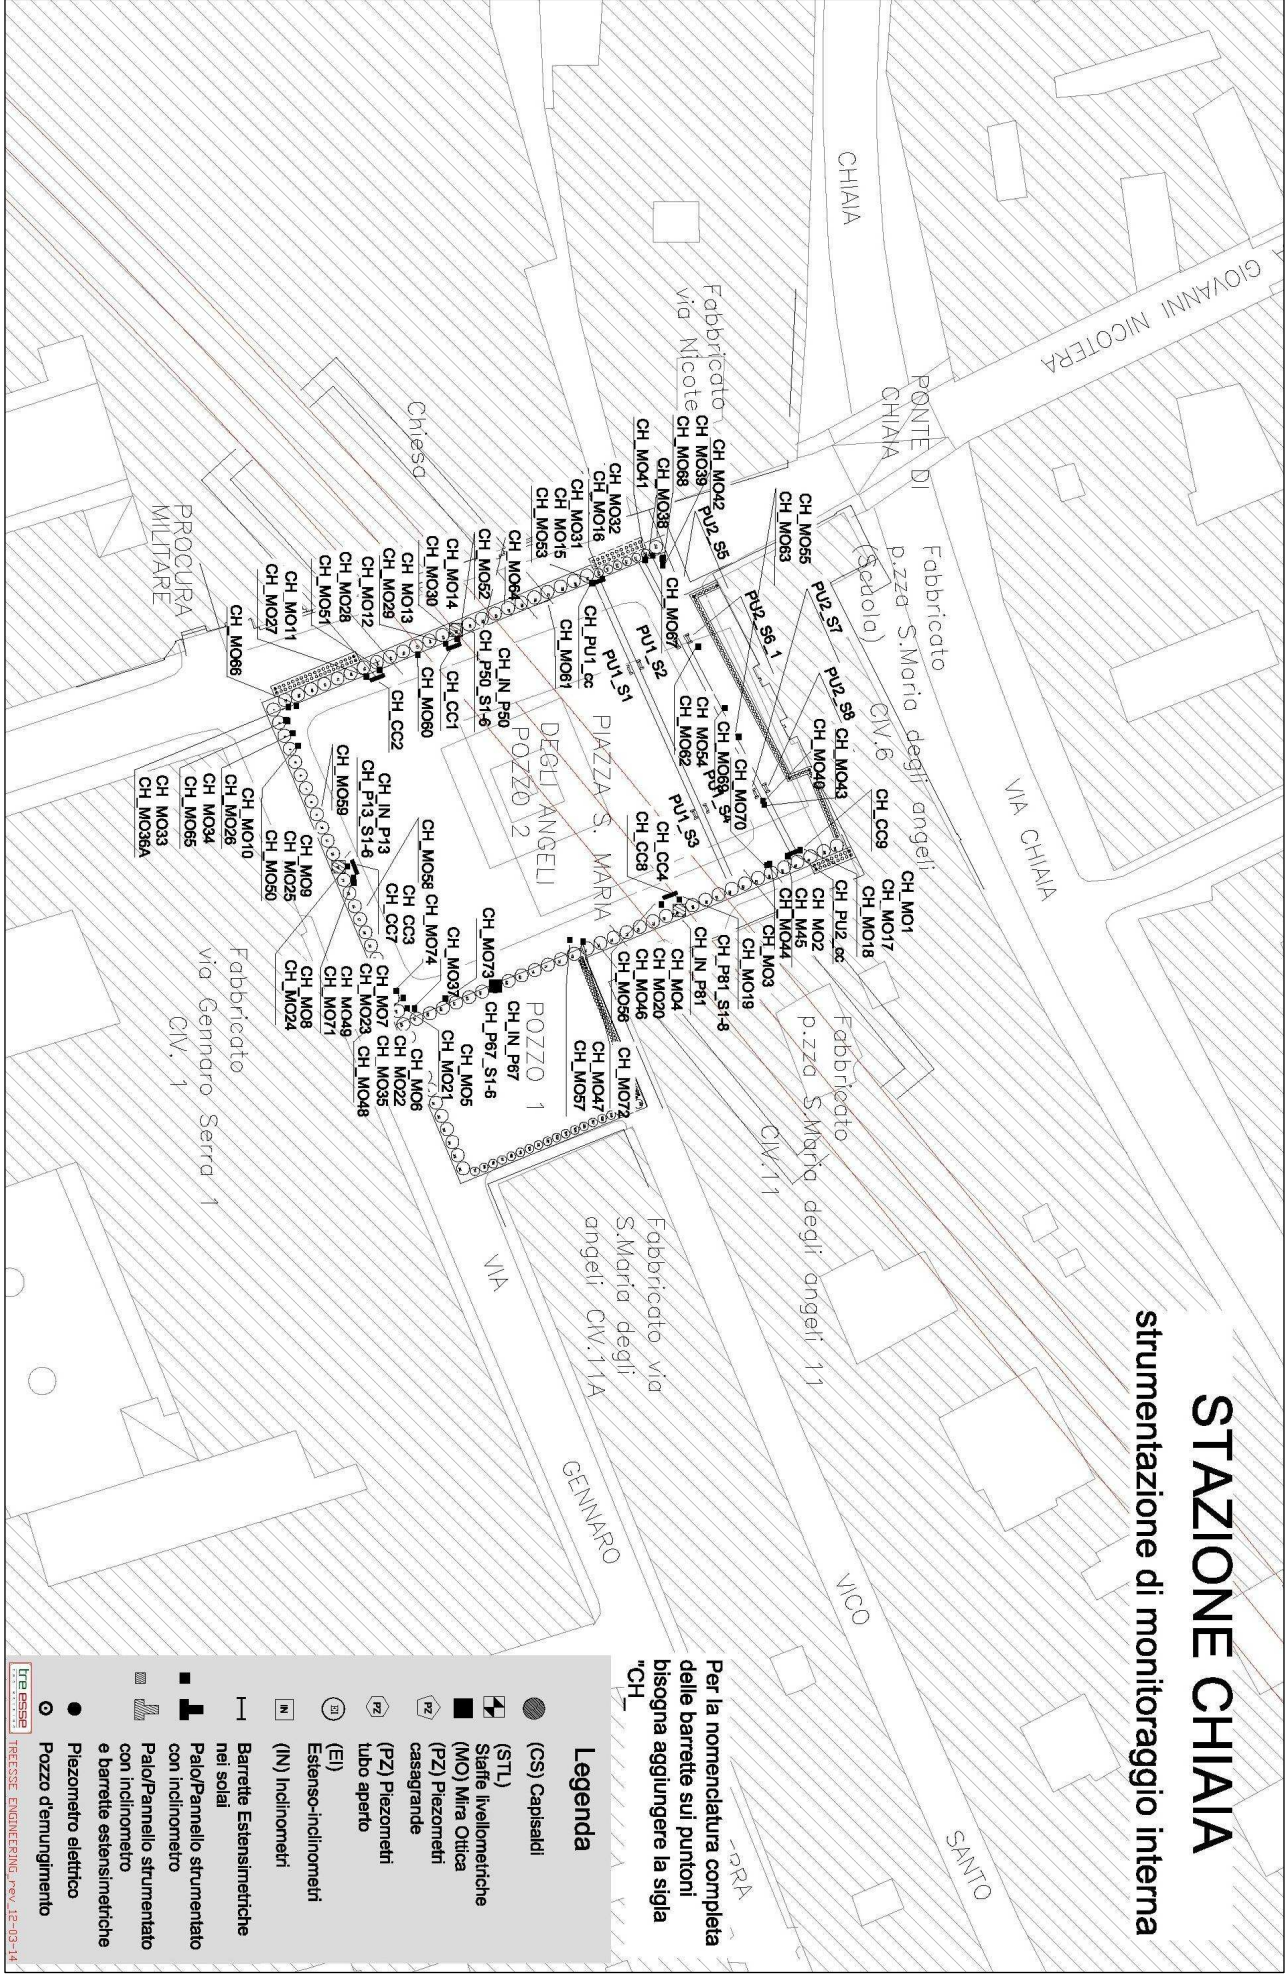 STAZIONE CHIAIA
strumentazione di monitoraggio interna
GIOVANNI NICOTERA
CHIAIA
PONTE DI
CHIAIA
VIA CHIAIA
Fabbricato
p.zza S.Maria degli angeli
(Scuola) CIV.6
Fabbricato
via Nicote
CH_MO55
CH_MO63
PU2_S7
PU2_S8
PU2_S6_1
PU2_S5
CH_MO42
CH_MO39
CH_MO68
CH_MO38
CH_MO41
CH_MO67
CH_MO43
CH_MO40
CH_CC9
CH_MO1
CH_MO17
CH_MO18
CH_PU2_cc
CH_MO2
CH_M45
CH_MO44
CH_MO3
CH_MO19
CH_P81_S1-8
CH_IN_P81
CH_MO4
CH_MO20
CH_MO46
CH_MO56
CH_MO70
CH_MO69
CH_MO54
CH_MO62
PU1_S3
PU1_S2
PU1_S1
CH_PU1_cc
CH_MO61
CH_CC4
CH_CC8
CH_MO32
CH_MO16
CH_MO31
CH_MO15
CH_MO53
CH_MO64
CH_MO52
CH_MO14
CH_MO30
CH_MO13
CH_MO29
CH_MO12
CH_MO28
CH_MO51
CH_MO11
CH_MO27
CH_MO66
CH_IN_P50
CH_P50_S1-6
CH_CC1
CH_MO60
CH_CC2
PIAZZA S. MARIA
DEGLI ANGELI
POZZO 2
Chiesa
PROCURA
MILITARE
CH_MO59
CH_IN_P13
CH_P13_S1-6
CH_MO10
CH_MO26
CH_MO34
CH_MO65
CH_MO33
CH_MO36A
CH_MO9
CH_MO25
CH_MO50
CH_MO58
CH_CC3
CH_CC7
CH_MO74
CH_MO37
CH_MO73
CH_MO8
CH_MO24
CH_MO49
CH_MO71
CH_MO7
CH_MO23
CH_MO48
CH_MO6
CH_MO22
CH_MO35
CH_MO5
CH_MO21
CH_IN_P67
CH_P67_S1-6
POZZO 1
CH_MO72
CH_MO47
CH_MO57
Fabbricato
p.zza S.Maria degli angeli 11
CIV.11
Fabbricato via
S.Maria degli
angeli CIV.11A
Fabbricato
via Gennaro Serra 1
CIV. 1
VIA
GENNARO
VICO
SANTO
Per la nomenclatura completa
delle barrette sui puntoni
bisogna aggiungere la sigla
"CH_
Legenda
(CS) Capisaldi
(STL)
Staffe livellometriche
(MO) Mira Ottica
PZ
(PZ) Piezometri
casagrande
PZ
(PZ) Piezometri
tubo aperto
EI
(EI)
Estenso-inclinometri
IN
(IN) Inclinometri
Barrette Estensimetriche
nei solai
Palo/Pannello strumentato
con inclinometro
Palo/Pannello strumentato
con inclinometro
e barrette estensimetriche
Piezometro elettrico
Pozzo d'emungimento
tre esse
TREESSE ENGINEERING_rev_12-03-14